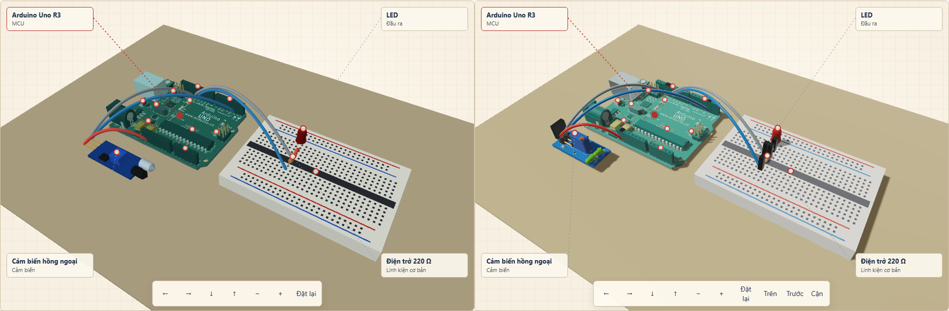 Arduino Uno R3
MCU
LED
Đầu ra
Cảm biến hồng ngoại
Cảm biến
Điện trở 220 Ω
Linh kiện cơ bản
← → ↓ ↑ − + Đặt lại
Arduino Uno R3
MCU
LED
Đầu ra
Cảm biến hồng ngoại
Cảm biến
Điện trở 220 Ω
Linh kiện cơ bản
← → ↓ ↑ − + Đặt lại Trên Trước Cận